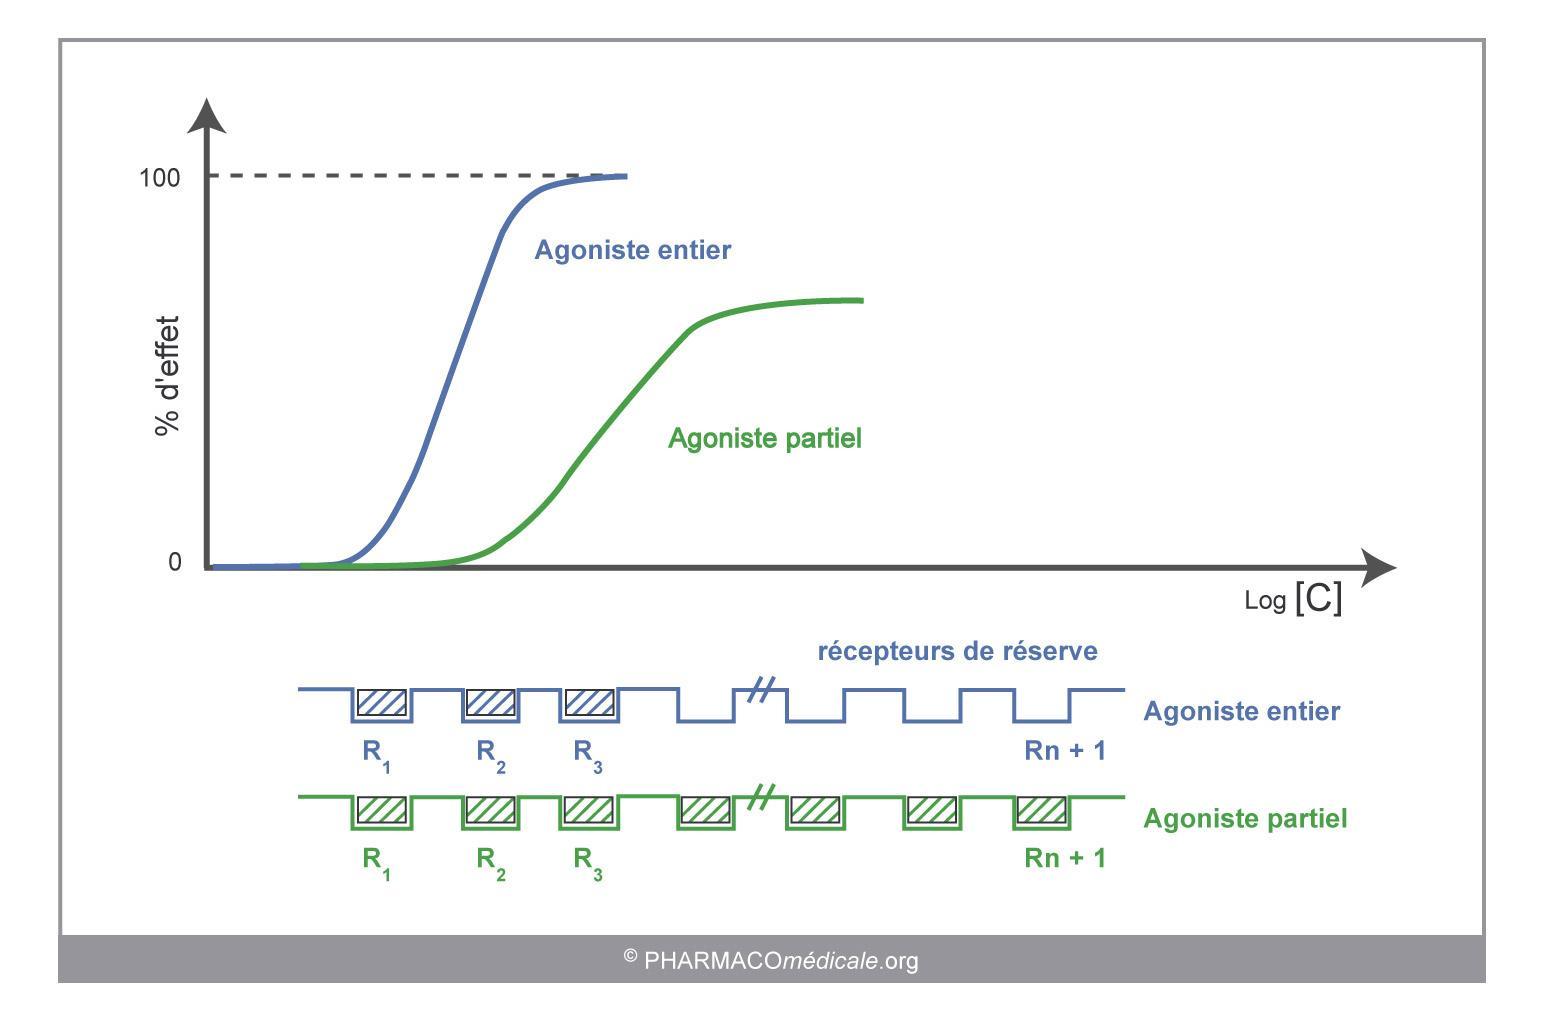 100
Agoniste entier
% d'effet
Agoniste partiel
0
Log [C]
récepteurs de réserve
Agoniste entier
R1 R2 R3 Rn + 1
Agoniste partiel
R1 R2 R3 Rn + 1
© PHARMACOmédicale.org